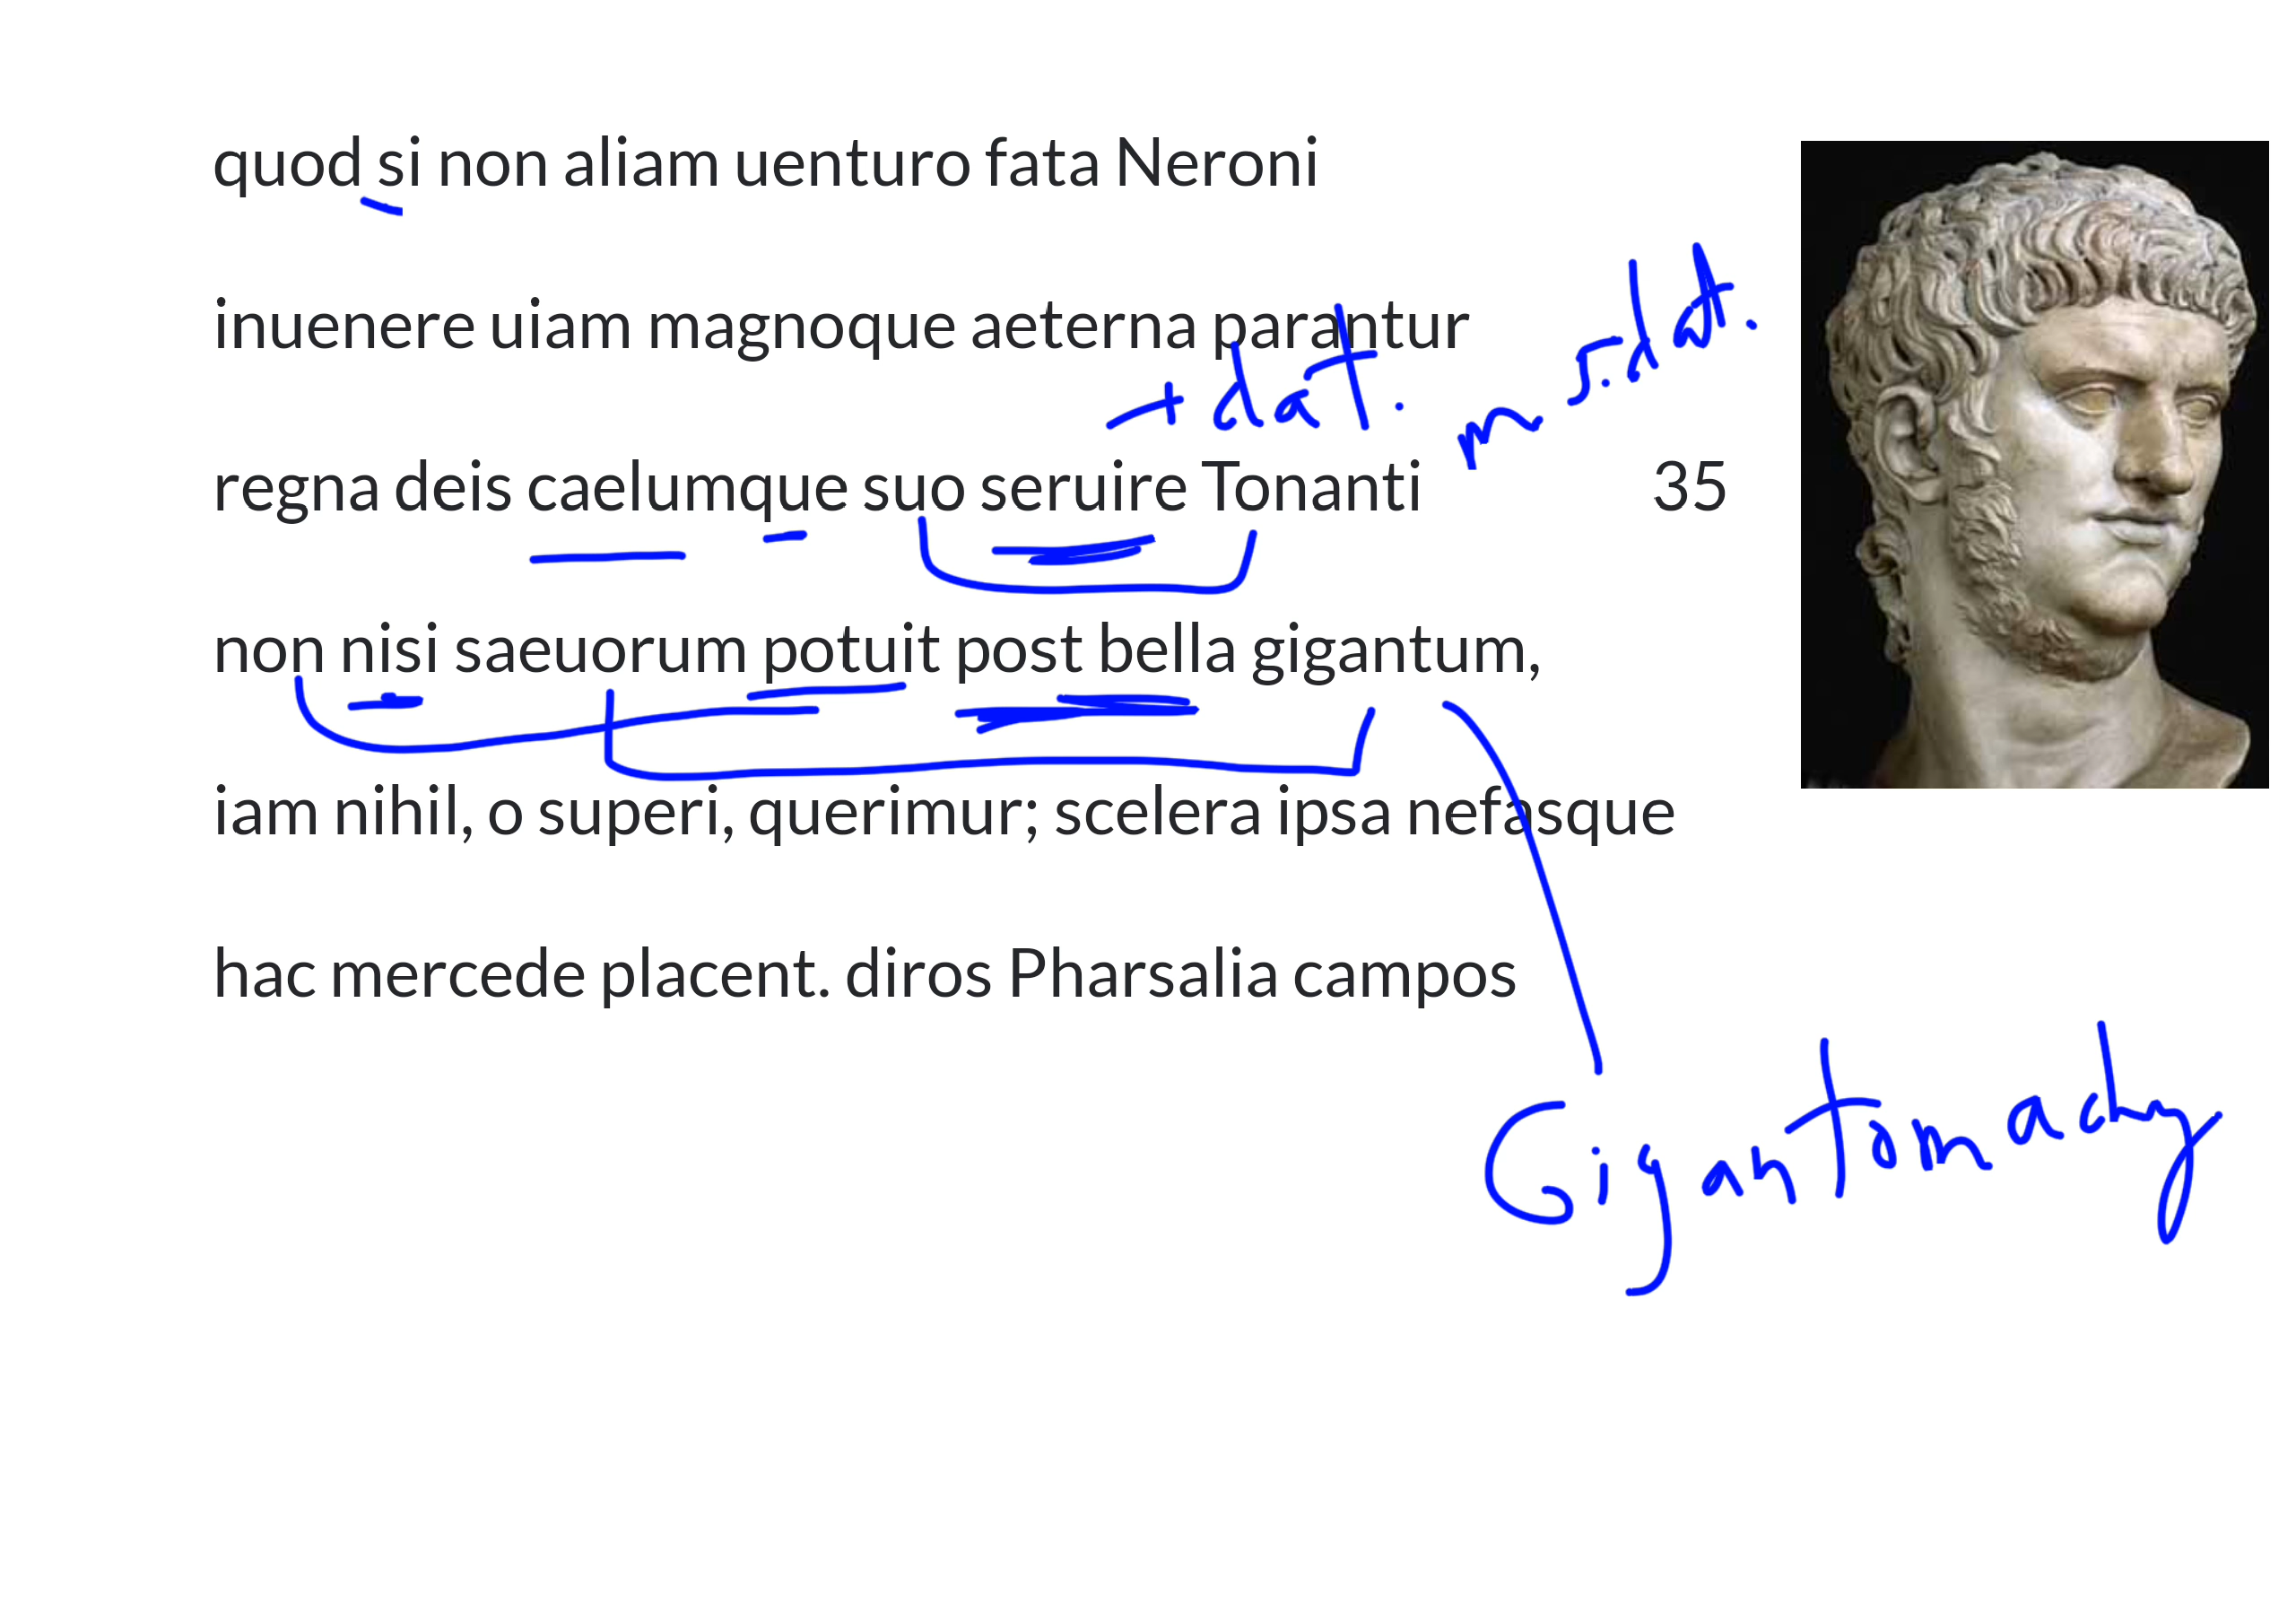 quod si non aliam uenturo fata Neroni
inuenere uiam magnoque aeterna parantur
+ dat.
m s. dat.
regna deis caelumque suo seruire Tonanti 35
non nisi saeuorum potuit post bella gigantum,
iam nihil, o superi, querimur; scelera ipsa nefasque
hac mercede placent. diros Pharsalia campos
Gigantomachy